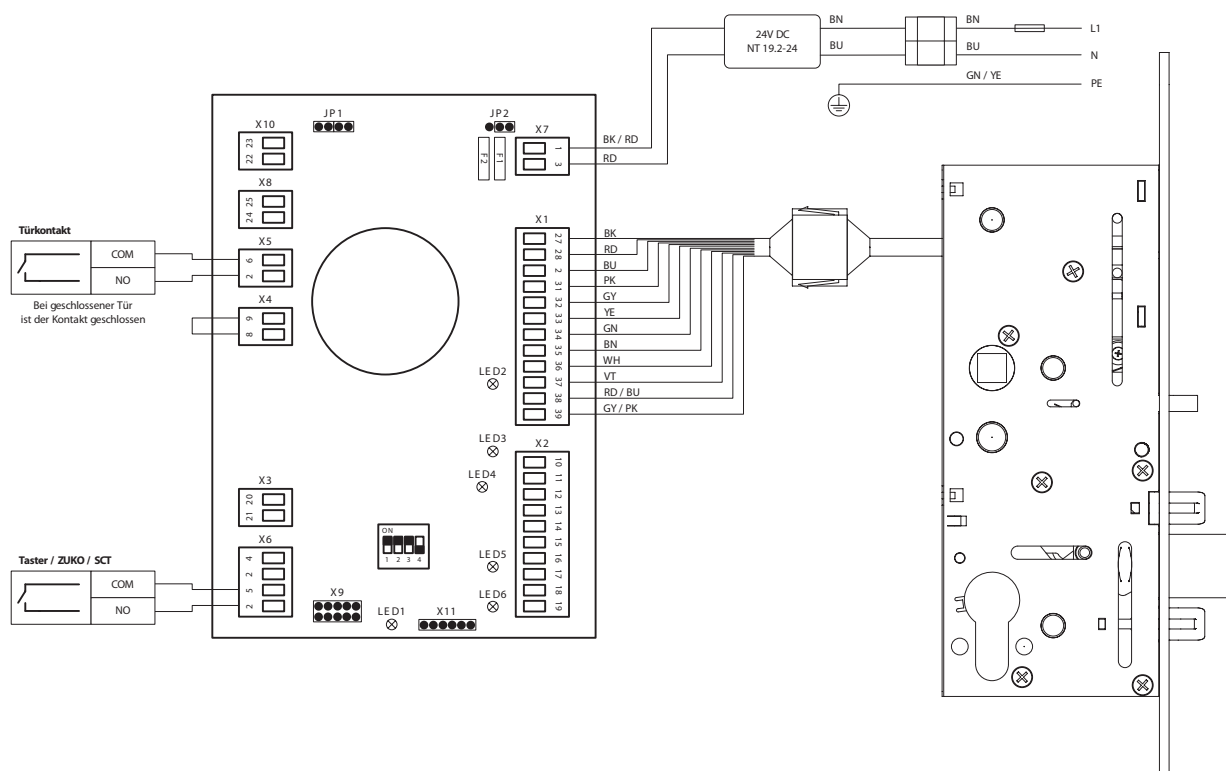 24V DC
NT 19.2-24
BN
BU
BN
BU
L1
N
GN / YE
PE
JP1
JP2
X10
23
22
X7
1
3
F2
F1
BK / RD
RD
X8
25
24
Türkontakt
COM
NO
Bei geschlossener Tür
ist der Kontakt geschlossen
X5
6
2
X4
9
8
X1
27
28
2
31
32
33
34
35
36
37
38
39
BK
RD
BU
PK
GY
YE
GN
BN
WH
VT
RD / BU
GY / PK
LED2
LED3
LED4
X2
10
11
12
13
14
15
16
17
18
19
X3
20
21
ON
1 2 3 4
Taster / ZUKO / SCT
COM
NO
X6
4
2
5
2
LED5
LED6
X9
LED1
X11